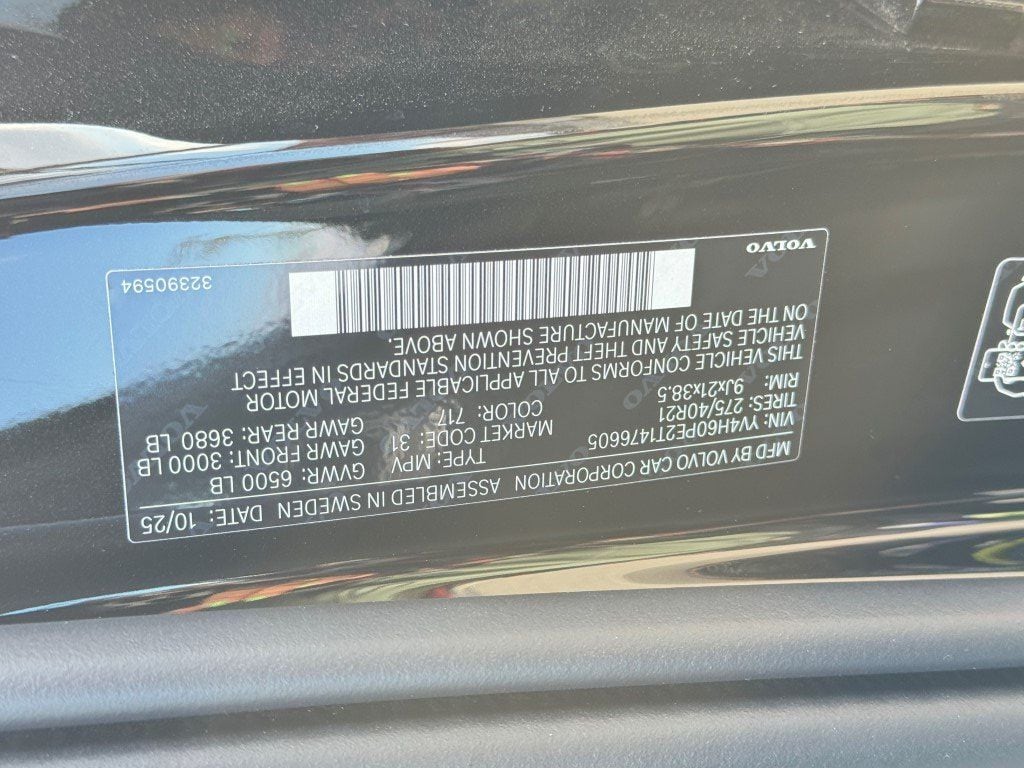 MFD BY VOLVO CAR CORPORATION ASSEMBLED IN SWEDEN DATE: 10/25
VIN: YV4H60PE2T1476605 TYPE: MPV GVWR: 6500 LB
TIRES: 275/40R21 MARKET CODE: 31 GAWR FRONT: 3000 LB
RIM: 9Jx21x38.5 COLOR: 717 GAWR REAR: 3680 LB
THIS VEHICLE CONFORMS TO ALL APPLICABLE FEDERAL MOTOR
VEHICLE SAFETY AND THEFT PREVENTION STANDARDS IN EFFECT
ON THE DATE OF MANUFACTURE SHOWN ABOVE.
VOLVO 32390594